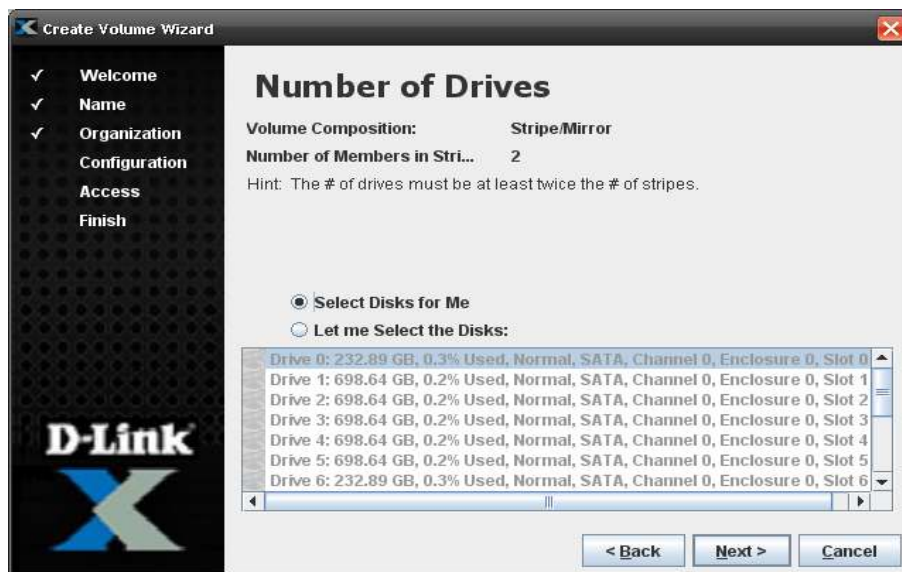 Create Volume Wizard
Welcome
Name
Organization
Configuration
Access
Finish
D-Link
Number of Drives
Volume Composition: Stripe/Mirror
Number of Members in Stri... 2
Hint: The # of drives must be at least twice the # of stripes.
Select Disks for Me
Let me Select the Disks:
Drive 0: 232.89 GB, 0.3% Used, Normal, SATA, Channel 0, Enclosure 0, Slot 0
Drive 1: 698.64 GB, 0.2% Used, Normal, SATA, Channel 0, Enclosure 0, Slot 1
Drive 2: 698.64 GB, 0.2% Used, Normal, SATA, Channel 0, Enclosure 0, Slot 2
Drive 3: 698.64 GB, 0.2% Used, Normal, SATA, Channel 0, Enclosure 0, Slot 3
Drive 4: 698.64 GB, 0.2% Used, Normal, SATA, Channel 0, Enclosure 0, Slot 4
Drive 5: 698.64 GB, 0.2% Used, Normal, SATA, Channel 0, Enclosure 0, Slot 5
Drive 6: 232.89 GB, 0.3% Used, Normal, SATA, Channel 0, Enclosure 0, Slot 6
< Back Next > Cancel